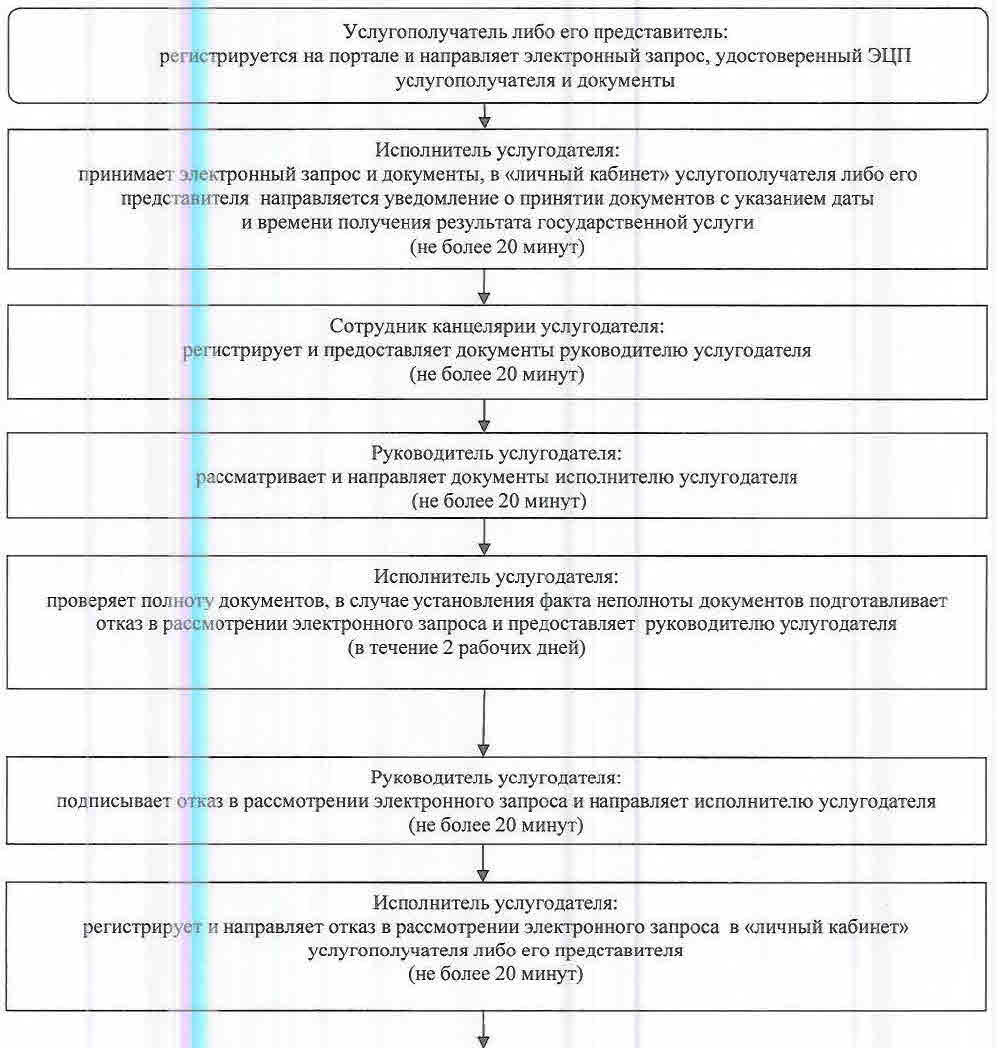 Услугополучатель либо его представитель:
регистрируется на портале и направляет электронный запрос, удостоверенный ЭЦП
услугополучателя и документы
Исполнитель услугодателя:
принимает электронный запрос и документы, в «личный кабинет» услугополучателя либо его
представителя направляется уведомление о принятии документов с указанием даты
и времени получения результата государственной услуги
(не более 20 минут)
Сотрудник канцелярии услугодателя:
регистрирует и предоставляет документы руководителю услугодателя
(не более 20 минут)
Руководитель услугодателя:
рассматривает и направляет документы исполнителю услугодателя
(не более 20 минут)
Исполнитель услугодателя:
проверяет полноту документов, в случае установления факта неполноты документов подготавливает
отказ в рассмотрении электронного запроса и предоставляет руководителю услугодателя
(в течение 2 рабочих дней)
Руководитель услугодателя:
подписывает отказ в рассмотрении электронного запроса и направляет исполнителю услугодателя
(не более 20 минут)
Исполнитель услугодателя:
регистрирует и направляет отказ в рассмотрении электронного запроса в «личный кабинет»
услугополучателя либо его представителя
(не более 20 минут)